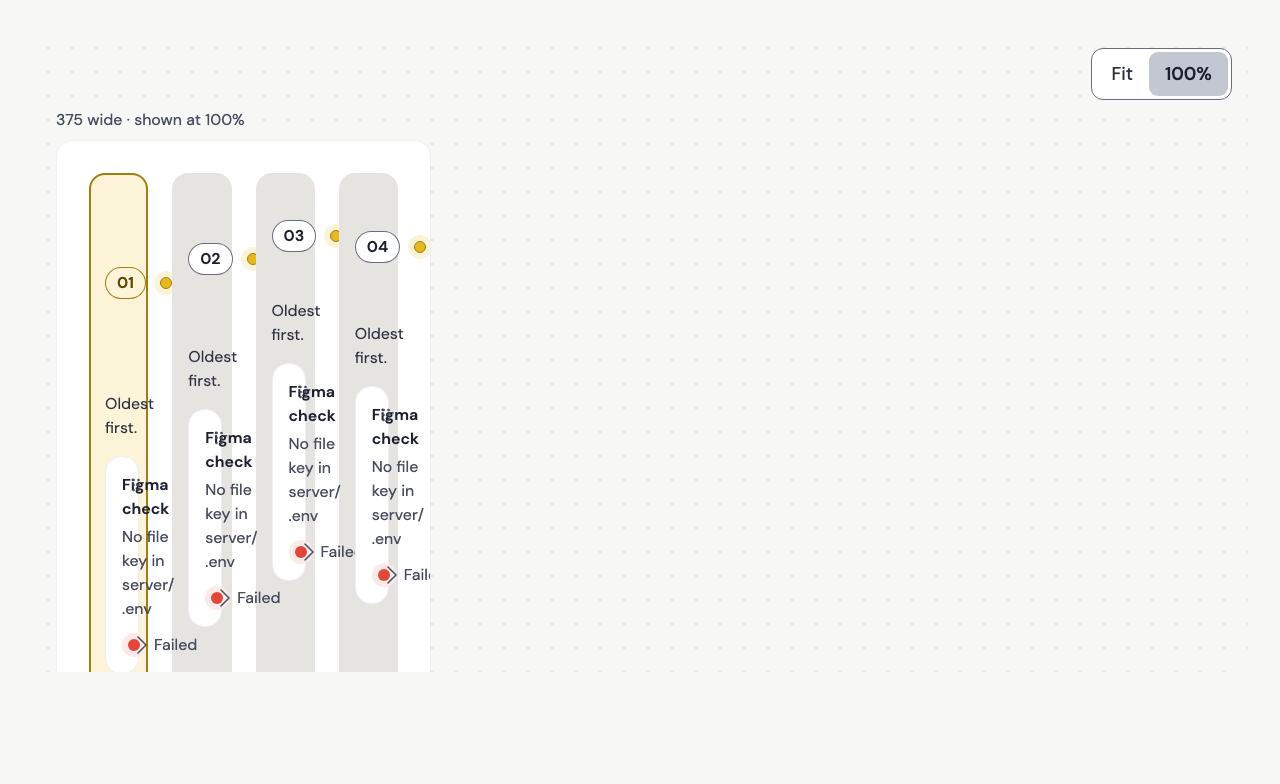 Fit
100%
375 wide · shown at 100%
01
Oldest
first.
Figma
check
No file
key in
server/
.env
Failed
02
Oldest
first.
Figma
check
No file
key in
server/
.env
Failed
03
Oldest
first.
Figma
check
No file
key in
server/
.env
Faile
04
Oldest
first.
Figma
check
No file
key in
server/
.env
Fail